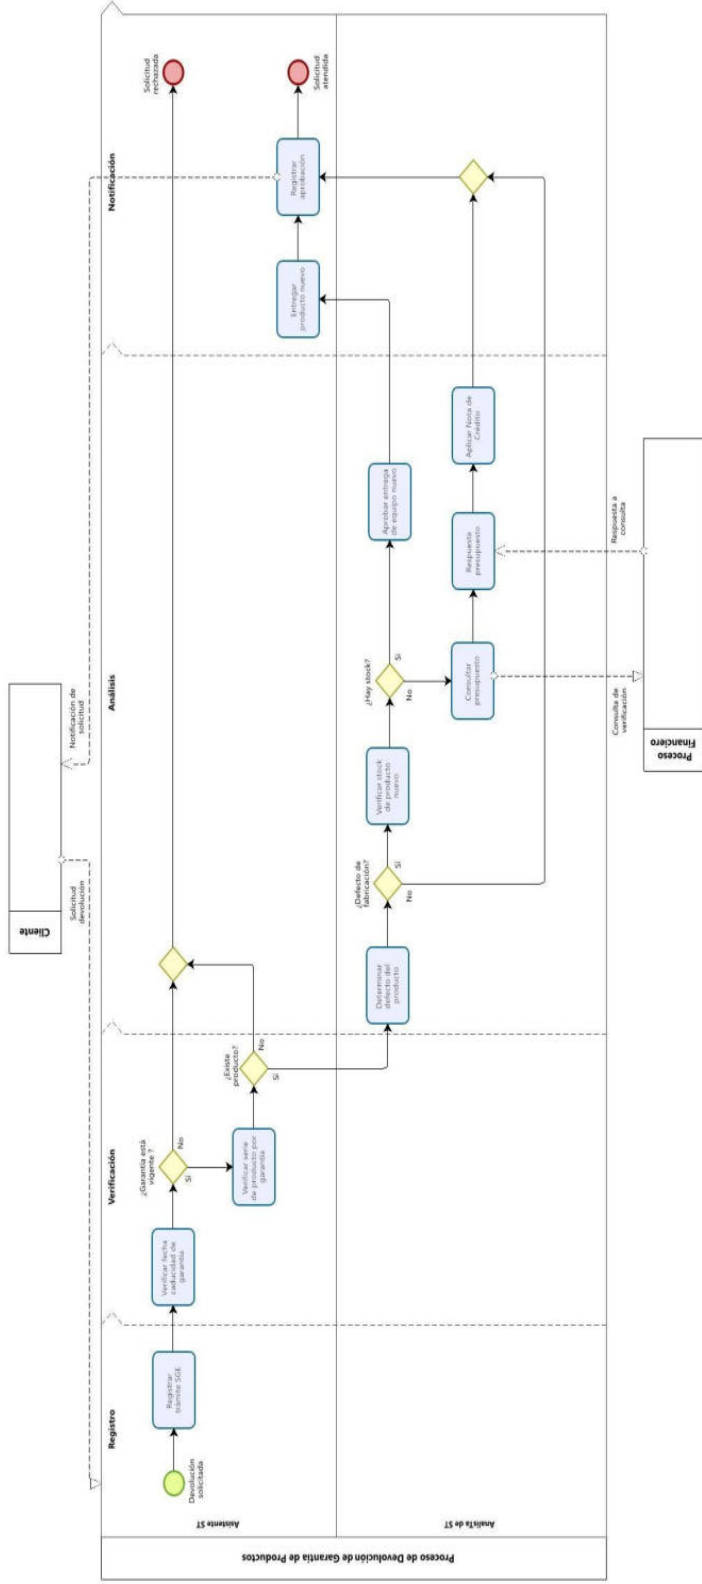 Cliente
Solicitud
devolución
Notificación de
solicitud
Proceso de Devolución de Garantía de Productos
Asistente ST
AnalisTa de ST
Registro
Verificación
Análisis
Notificación
Devolución
solicitada
Registrar
trámite SGE
Verificar fecha
caducidad de
garantía
¿Garantía está
vigente ?
No
Si
Verificar serie
de producto por
garantía
¿Existe
producto?
No
Si
Solicitud
rechazada
Determinar
defecto del
producto
¿Defecto de
fabricación?
Si
No
Verificar stock
de producto
nuevo
¿Hay stock?
Si
No
Aprobar entrega
de equipo nuevo
Consultar
presupuesto
Respuesta
presupuesto
Aplicar Nota de
Crédito
Entregar
producto nuevo
Registrar
aprobación
Solicitud
atendida
Consulta de
verificación
Respuesta a
consulta
Proceso
Financiero